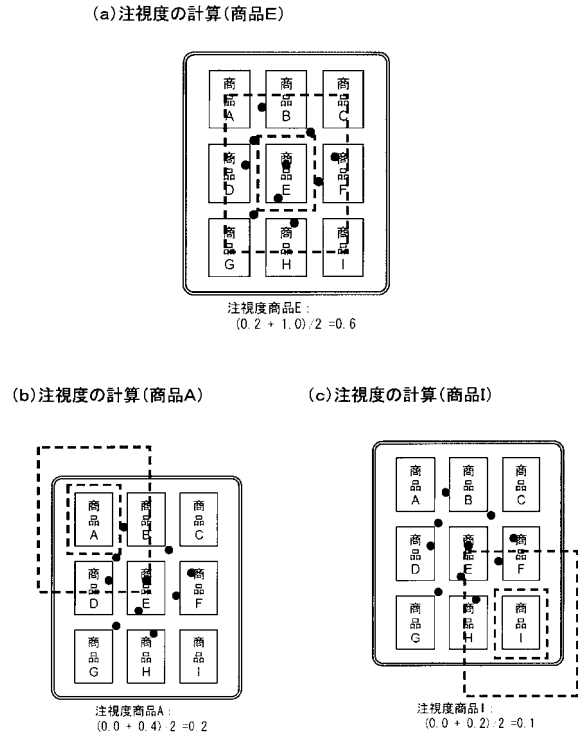 (a)注視度の計算(商品E)
商品A
商品B
商品C
商品D
商品E
商品F
商品G
商品H
商品I
注視度商品E:
(0.2 + 1.0)/2 =0.6
(b)注視度の計算(商品A)
商品A
商品B
商品C
商品D
商品E
商品F
商品G
商品H
商品I
注視度商品A:
(0.0 + 0.4)/2 =0.2
(c)注視度の計算(商品I)
商品A
商品B
商品C
商品D
商品E
商品F
商品G
商品H
商品I
注視度商品I:
(0.0 + 0.2)/2 =0.1